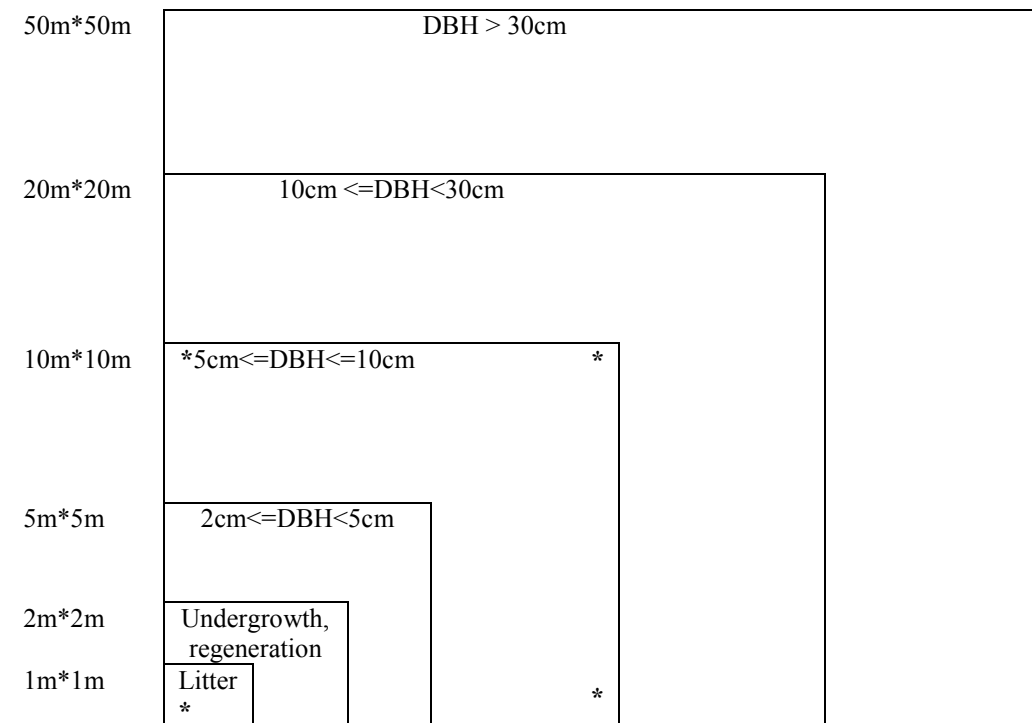 50m*50m DBH > 30cm
20m*20m 10cm <=DBH<30cm
10m*10m *5cm<=DBH<=10cm *
5m*5m 2cm<=DBH<5cm
2m*2m Undergrowth,
regeneration
1m*1m Litter
* *